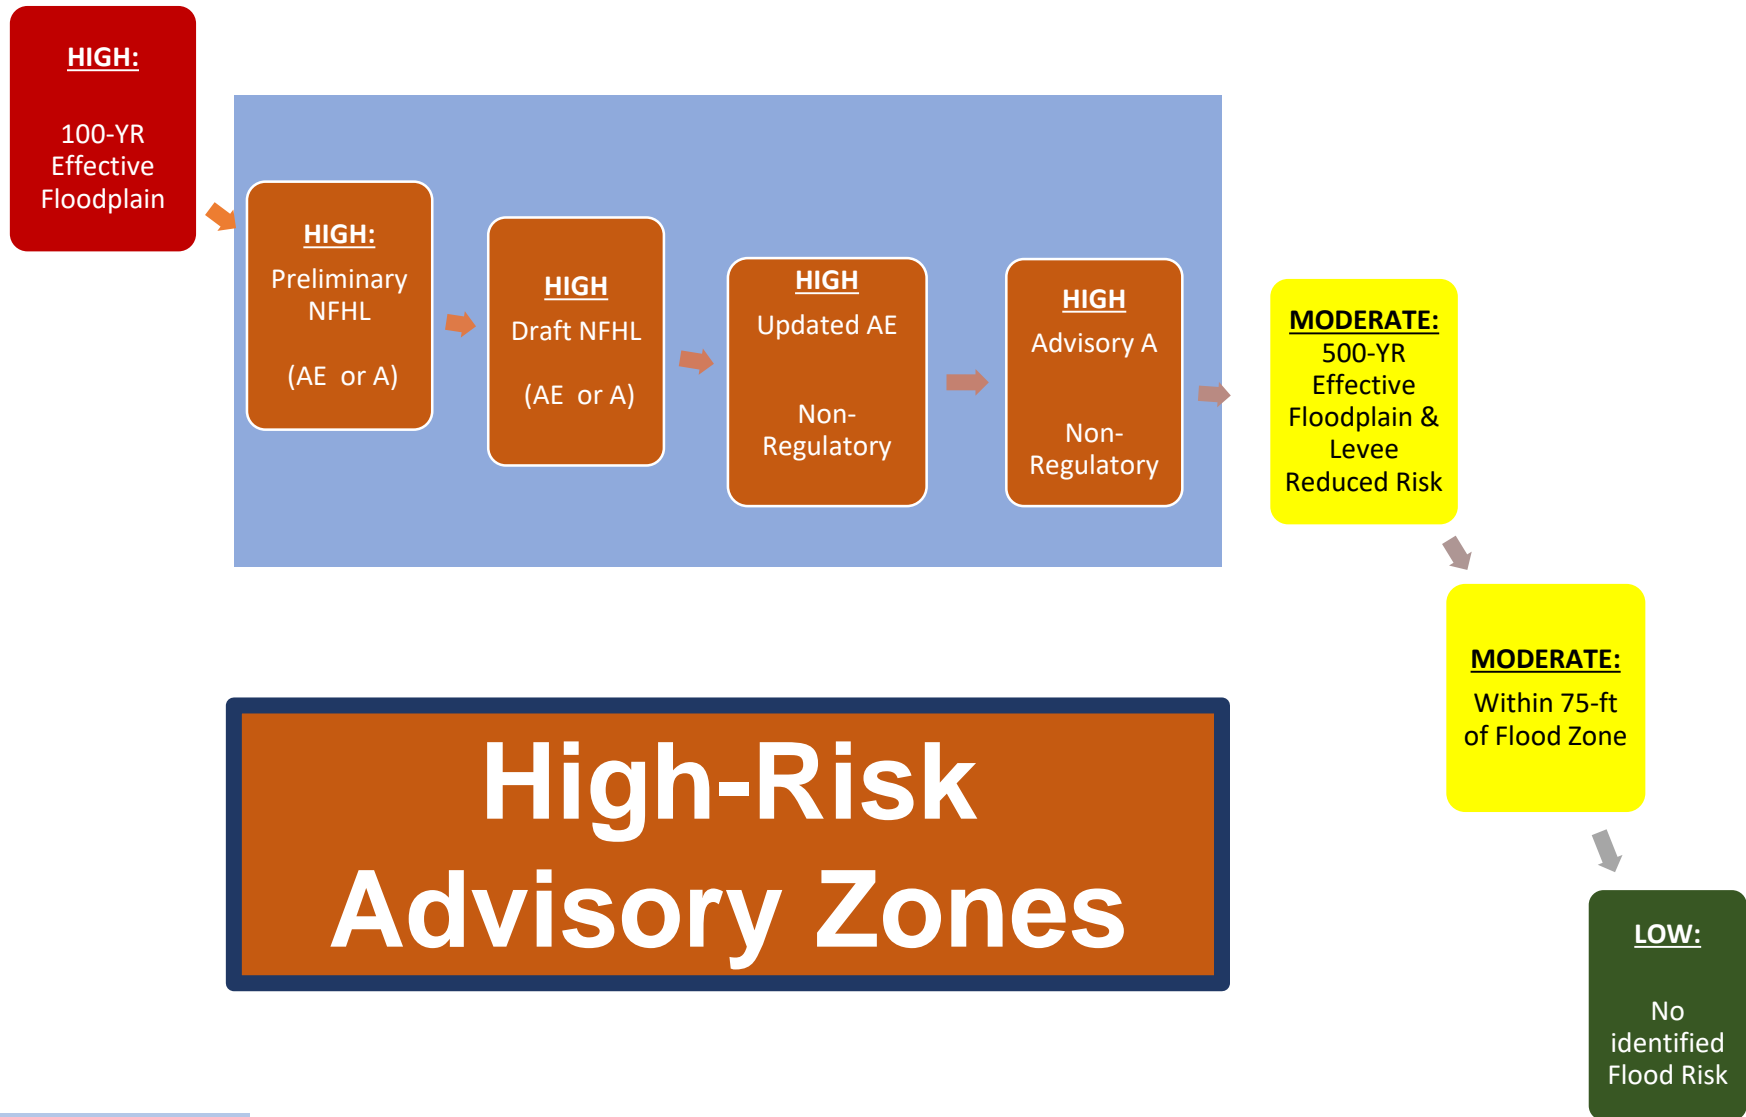 HIGH:
100-YR
Effective
Floodplain
HIGH:
Preliminary
NFHL
(AE or A)
HIGH
Draft NFHL
(AE or A)
HIGH
Updated AE
Non-
Regulatory
HIGH
Advisory A
Non-
Regulatory
MODERATE:
500-YR
Effective
Floodplain &
Levee
Reduced Risk
MODERATE:
Within 75-ft
of Flood Zone
LOW:
No
identified
Flood Risk
High-Risk
Advisory Zones